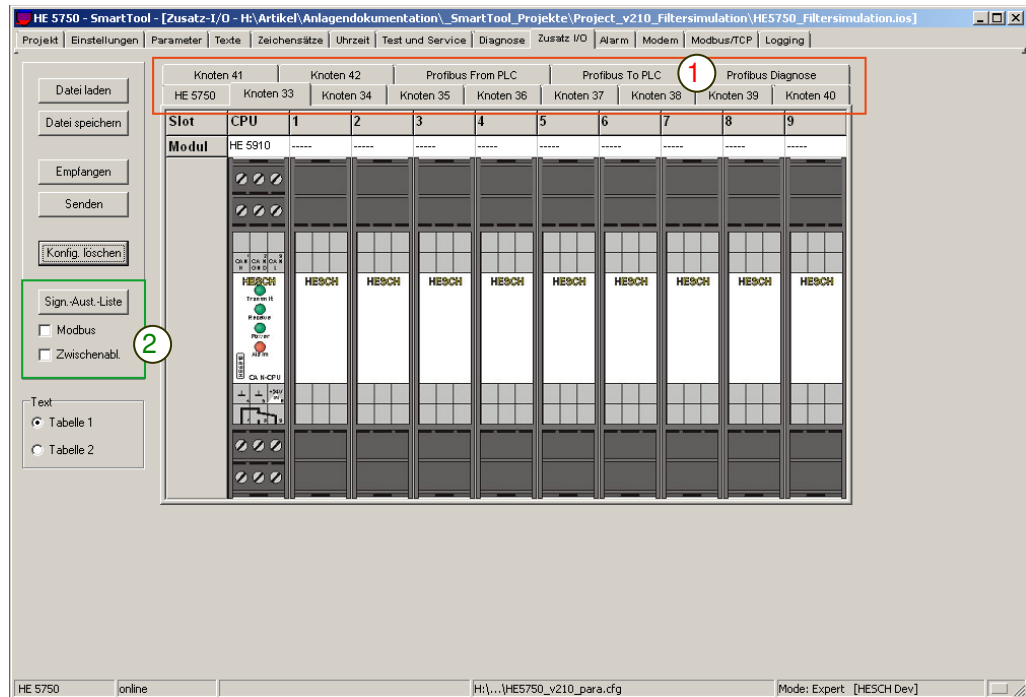 HE 5750 - SmartTool - [Zusatz-I/O - H:\Artikel\Anlagendokumentation\_SmartTool_Projekte\Project_v210_Filtersimulation\HE5750_Filtersimulation.ios]
Projekt Einstellungen Parameter Texte Zeichensätze Uhrzeit Test und Service Diagnose Zusatz I/O Alarm Modem Modbus/TCP Logging
Knoten 41 Knoten 42 Profibus From PLC Profibus To PLC 1 Profibus Diagnose
HE 5750 Knoten 33 Knoten 34 Knoten 35 Knoten 36 Knoten 37 Knoten 38 Knoten 39 Knoten 40
Datei laden
Datei speichern
Empfangen
Senden
Konfig. löschen
Sign.-Aust.-Liste
Modbus
Zwischenabl.
2
Text
Tabelle 1
Tabelle 2
Slot CPU 1 2 3 4 5 6 7 8 9
Modul HE 5910 ----- ----- ----- ----- ----- ----- ----- ----- -----
HESCH HESCH HESCH HESCH HESCH HESCH HESCH HESCH HESCH HESCH
Transmit
Receive
Power
Alarm
CAN-CPU
HE 5750 online H:\...\HE5750_v210_para.cfg Mode: Expert [HESCH Dev]